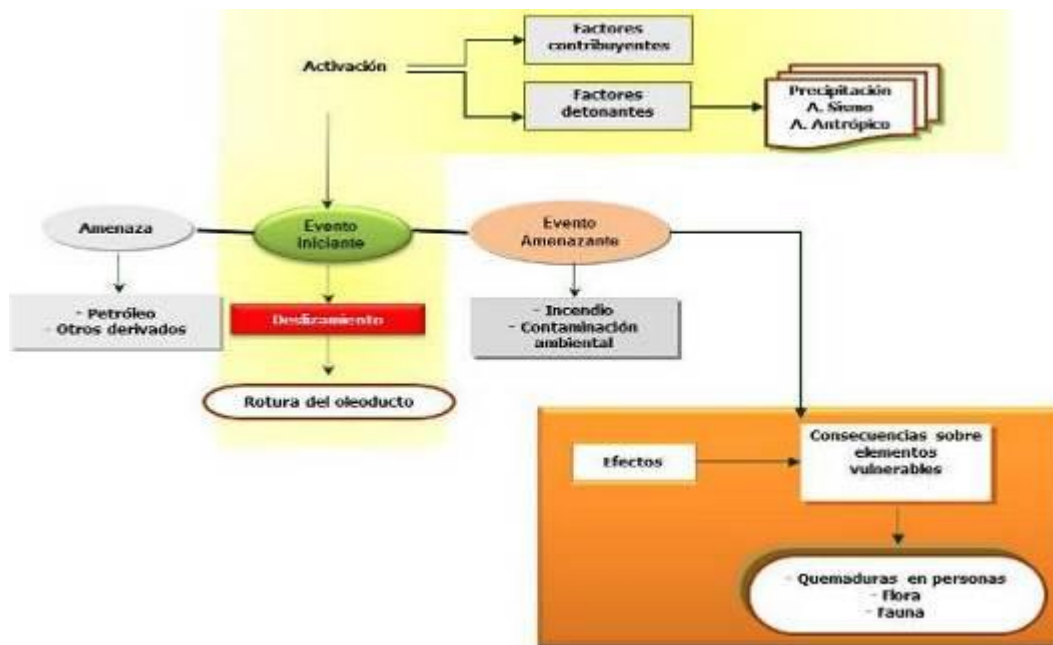 Factores
contribuyentes
Activación
Factores
detonantes
Precipitación
A. Sismo
A. Antrópico
Amenaza
Evento
Iniciante
Evento
Amenazante
- Petróleo
- Otros derivados
Deslizamiento
- Incendio
- Contaminación
ambiental
Rotura del oleoducto
Efectos
Consecuencias sobre
elementos
vulnerables
- Quemaduras en personas
- Flora
- Fauna